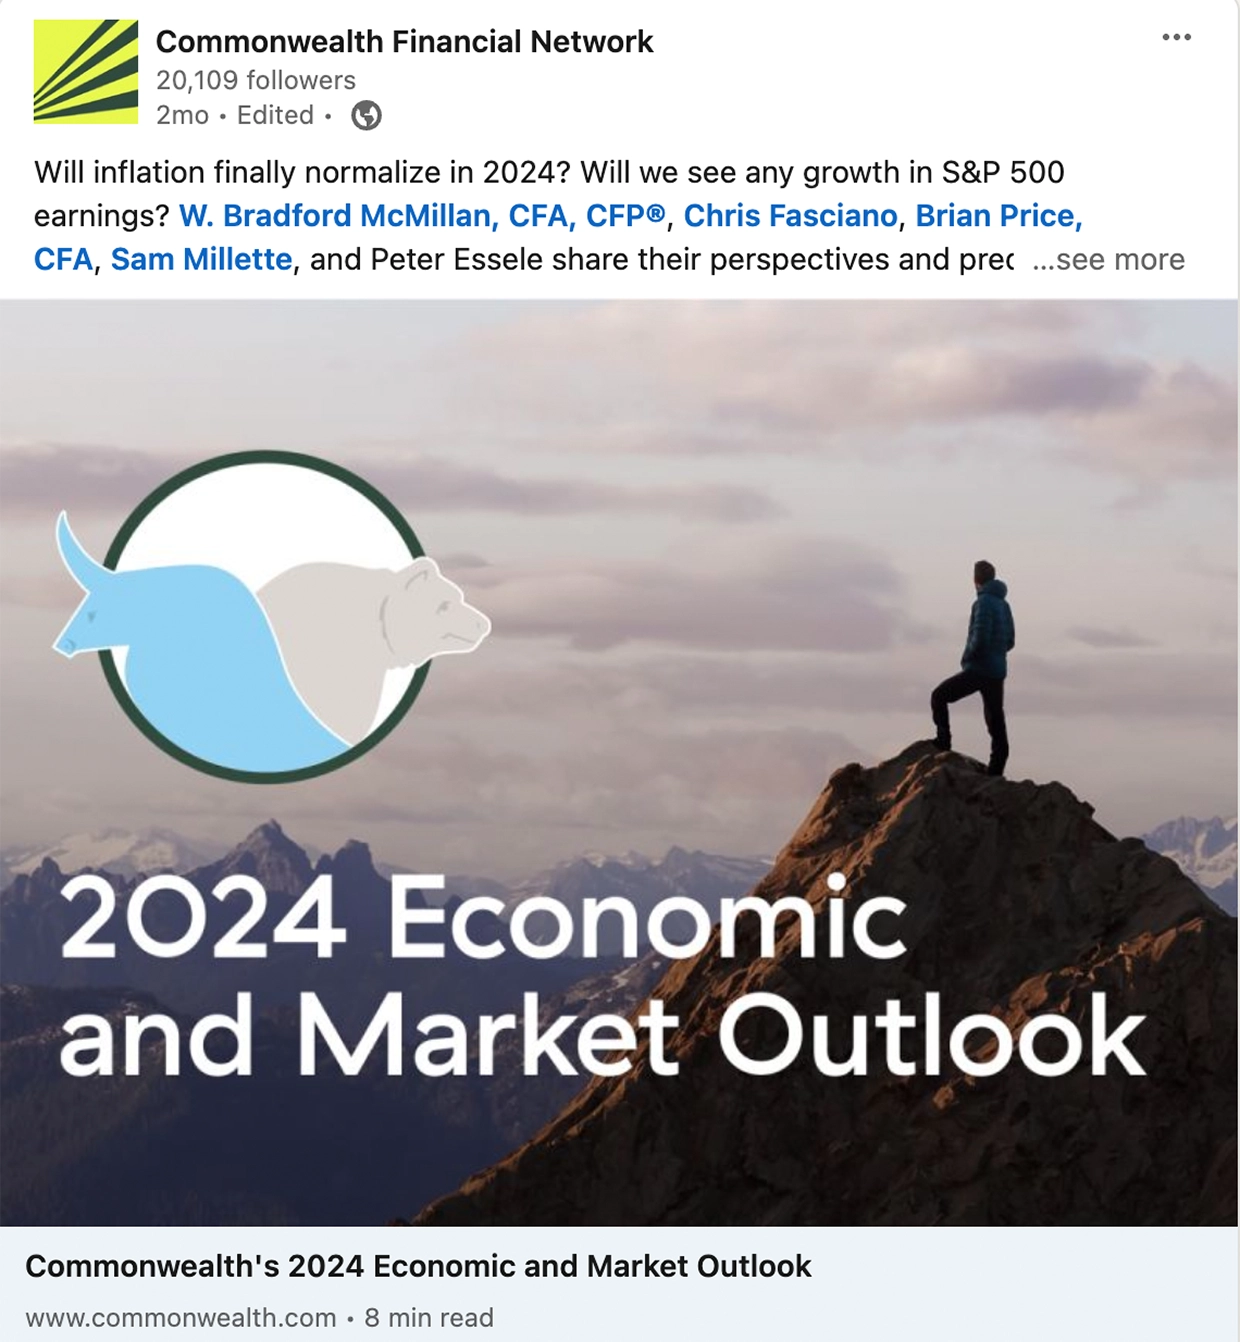 Commonwealth Financial Network
20,109 followers
2mo • Edited •
Will inflation finally normalize in 2024? Will we see any growth in S&P 500
earnings? W. Bradford McMillan, CFA, CFP®, Chris Fasciano, Brian Price,
CFA, Sam Millette, and Peter Essele share their perspectives and prec ...see more
2024 Economic
and Market Outlook
Commonwealth's 2024 Economic and Market Outlook
www.commonwealth.com • 8 min read